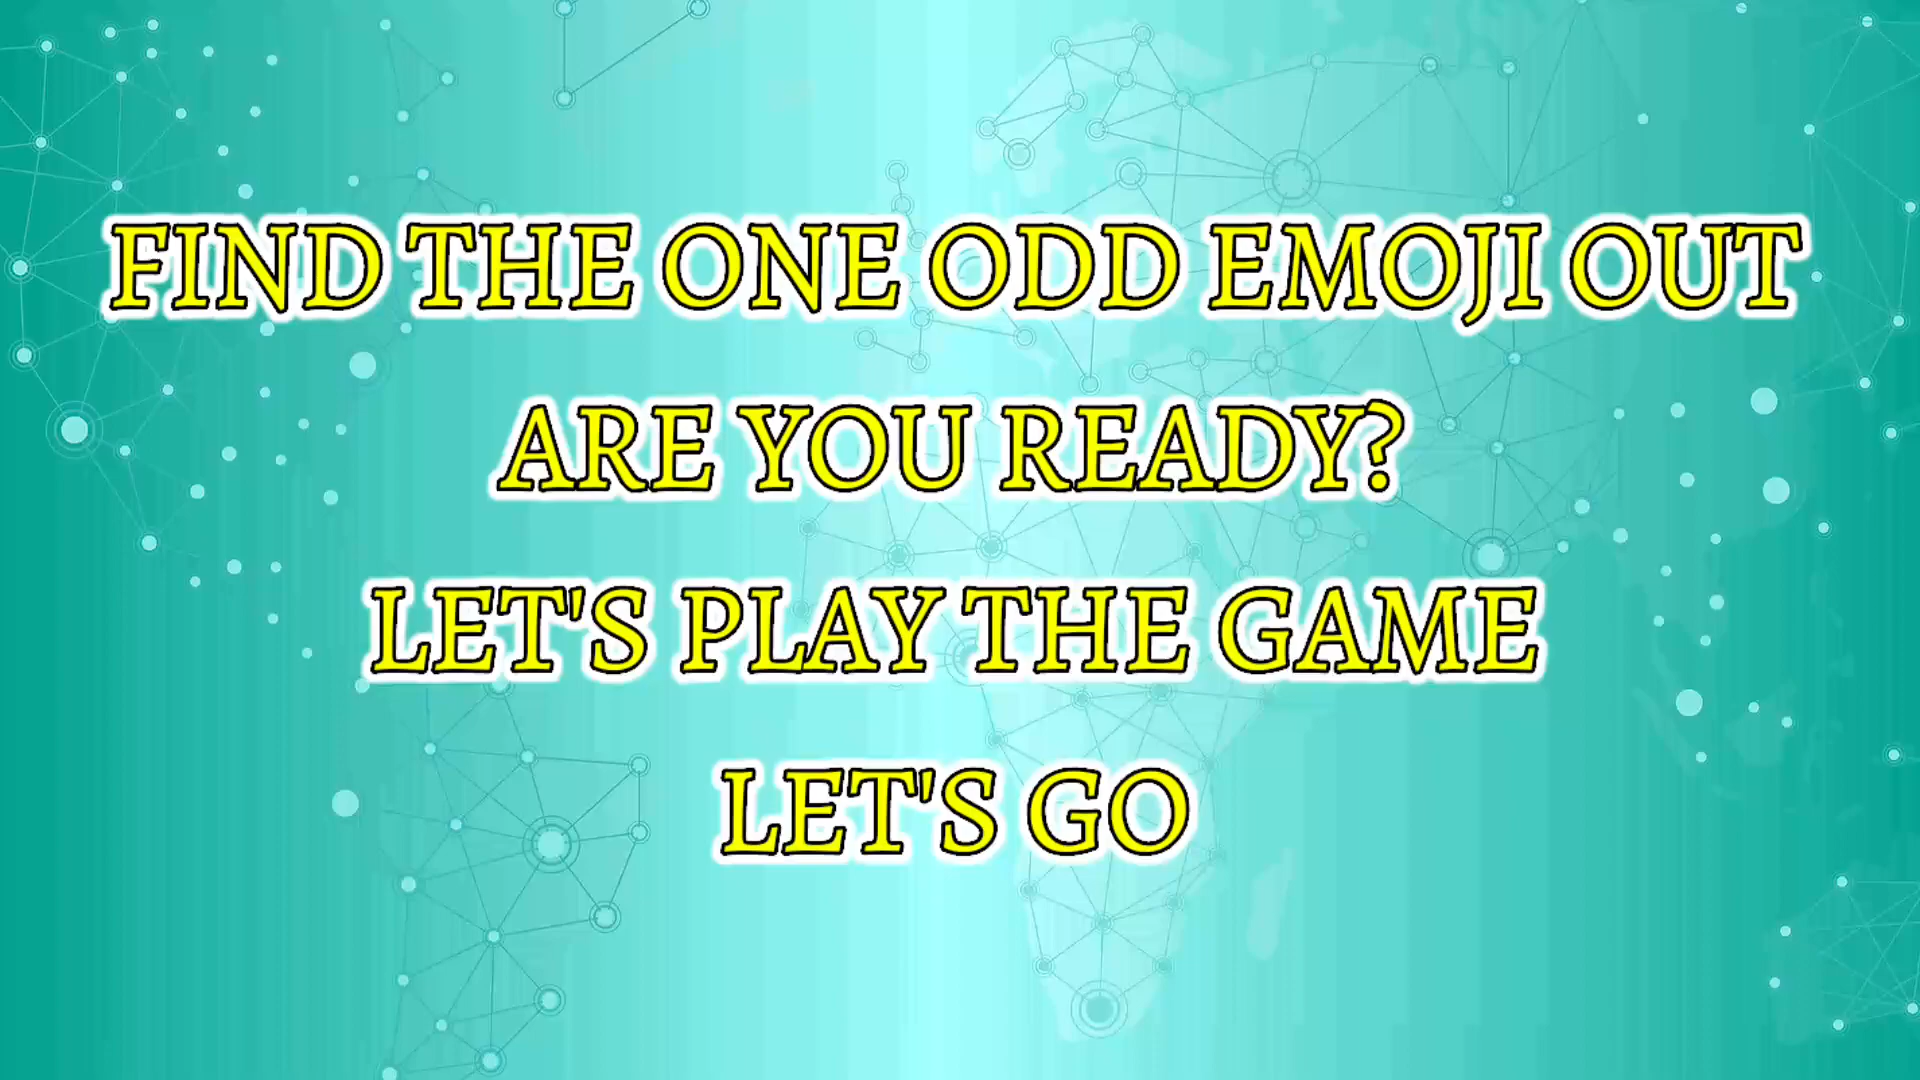 FIND THE ONE ODD EMOJI OUT
ARE YOU READY?
LET'S PLAY THE GAME
LET'S GO